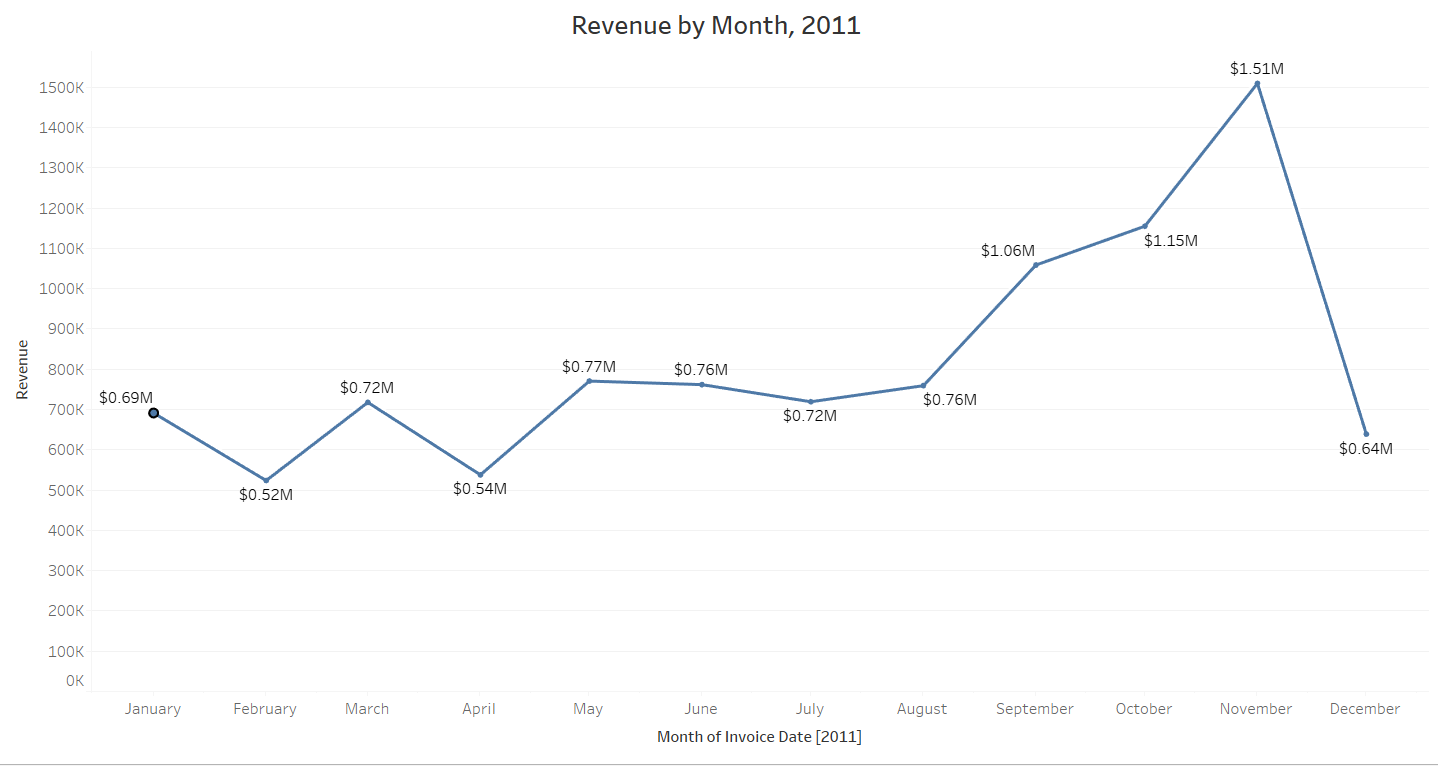 Revenue by Month, 2011
$1.51M
1500K
1400K
1300K
1200K
1100K
$1.06M
$1.15M
1000K
900K
Revenue
800K
$0.77M
$0.76M
$0.69M
$0.72M
$0.76M
700K
$0.72M
600K
$0.64M
500K
$0.52M
$0.54M
400K
300K
200K
100K
0K
January February March April May June July August September October November December
Month of Invoice Date [2011]